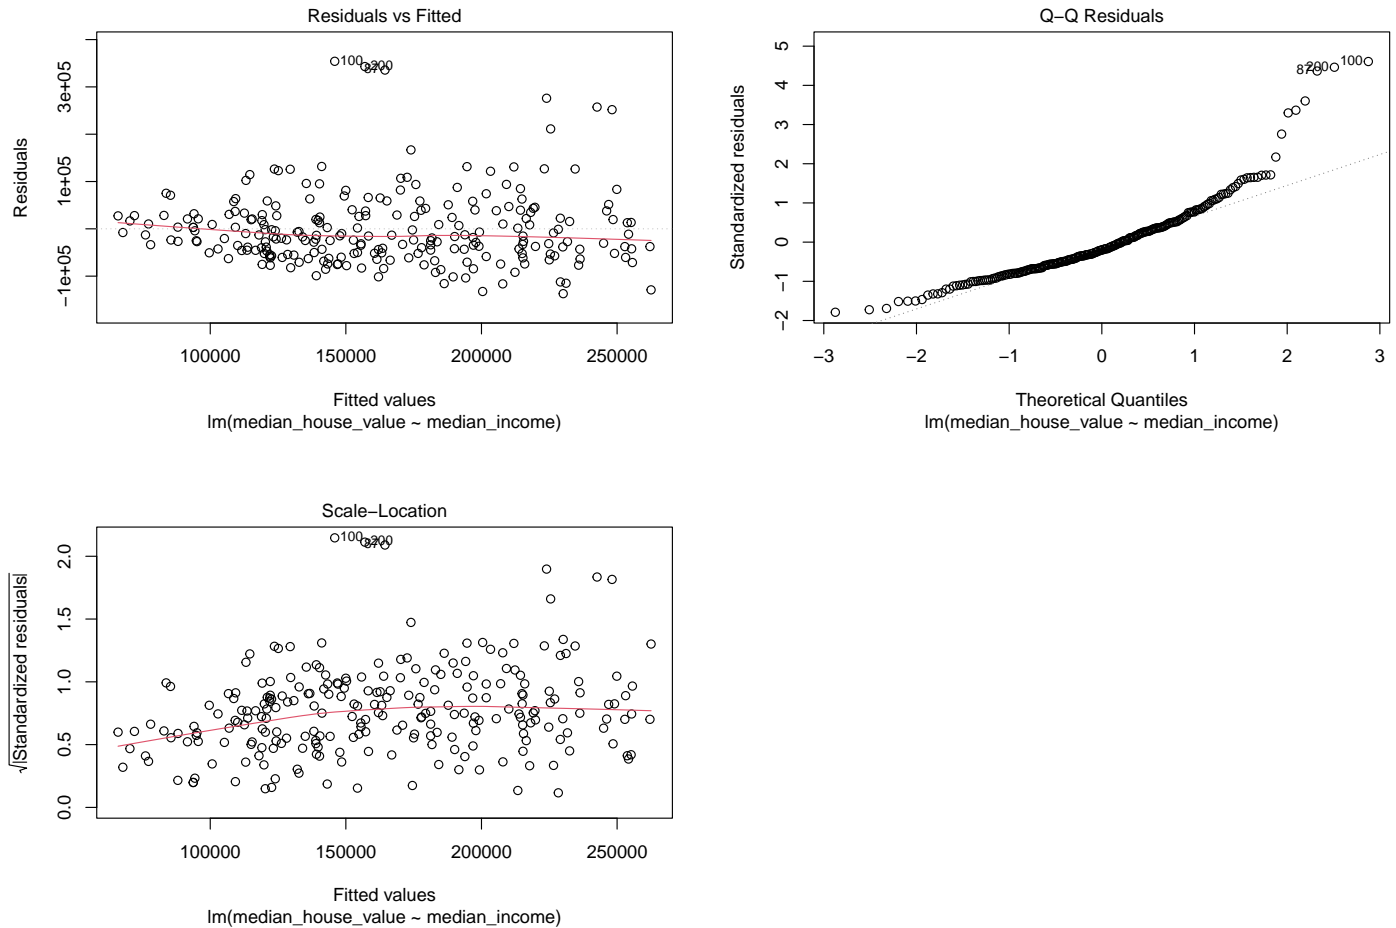 Residuals vs Fitted
Residuals
−1e+05 1e+05 3e+05
100 200
87
100000 150000 200000 250000
Fitted values
lm(median_house_value ~ median_income)
Q−Q Residuals
Standardized residuals
−2 −1 0 1 2 3 4 5
87 200 100
−3 −2 −1 0 1 2 3
Theoretical Quantiles
lm(median_house_value ~ median_income)
Scale−Location
√|Standardized residuals|
0.0 0.5 1.0 1.5 2.0
100 200
87
100000 150000 200000 250000
Fitted values
lm(median_house_value ~ median_income)